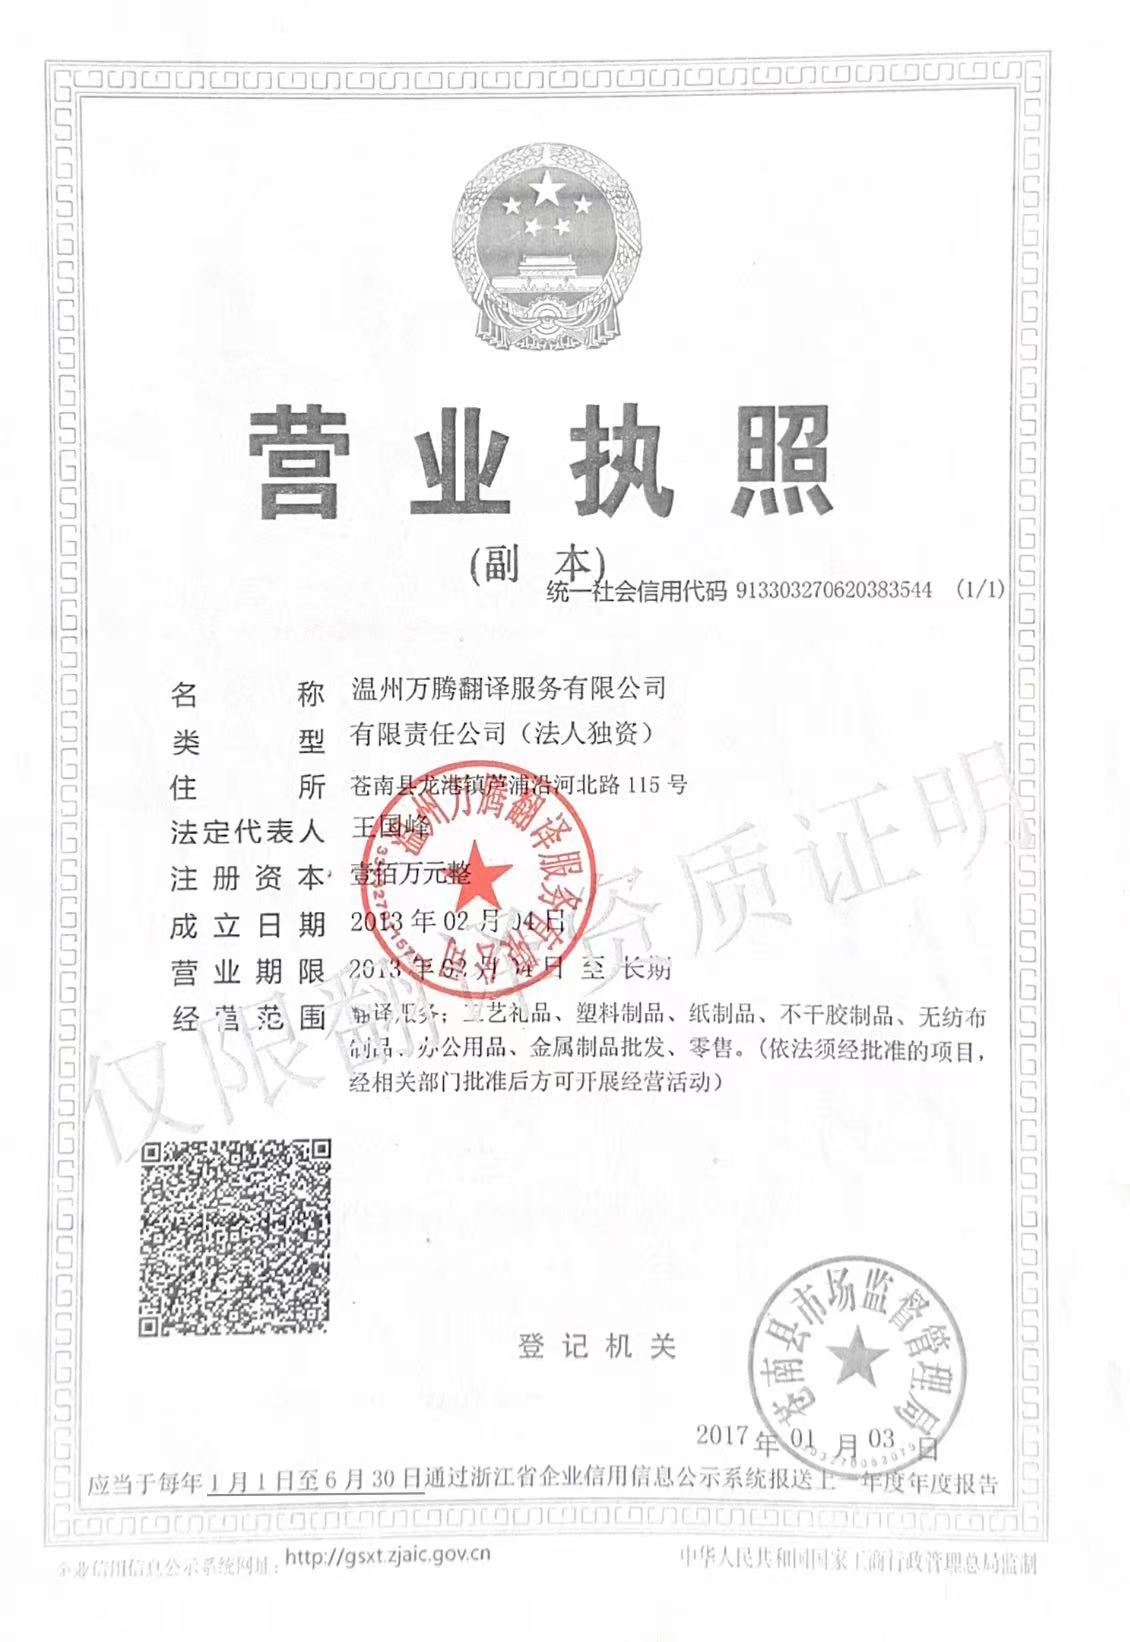 营业执照
(副 本)
统一社会信用代码 913303270620383544 (1/1)
名 称 温州万腾翻译服务有限公司
类 型 有限责任公司（法人独资）
住 所 苍南县龙港镇芦浦沿河北路 115 号
法定代表人 王国峰
注册资本 壹佰万元整
成立日期 2013 年 02 月 04 日
营业期限 2013 年 02 月 04 日 至 长期
经营范围 翻译服务；工艺礼品、塑料制品、纸制品、不干胶制品、无纺布
制品、办公用品、金属制品批发、零售。(依法须经批准的项目，
经相关部门批准后方可开展经营活动）
温州万腾翻译服务有限公司
仅限翻译资质证明
登记机关
苍南县市场监督管理局
2017 年 01 月 03 日
应当于每年 1 月 1 日至 6 月 30 日通过浙江省企业信用信息公示系统报送上一年度年度报告
企业信用信息公示系统网址：http://gsxt.zjaic.gov.cn
中华人民共和国国家工商行政管理总局监制